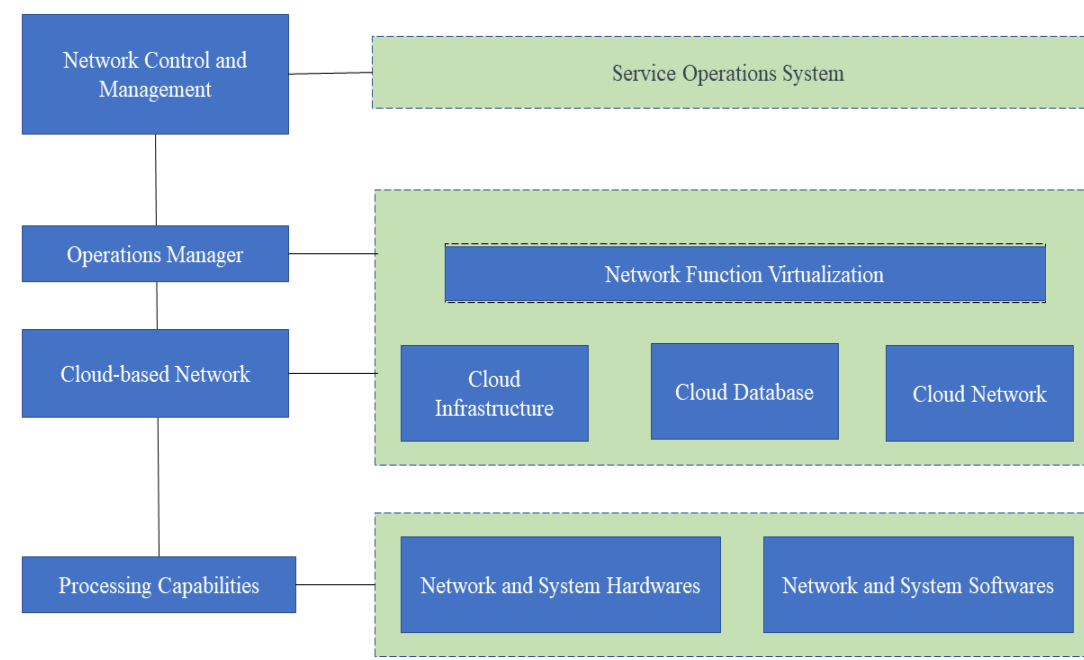 Network Control and
Management
Service Operations System
Operations Manager
Network Function Virtualization
Cloud-based Network
Cloud
Infrastructure
Cloud Database
Cloud Network
Processing Capabilities
Network and System Hardwares
Network and System Softwares